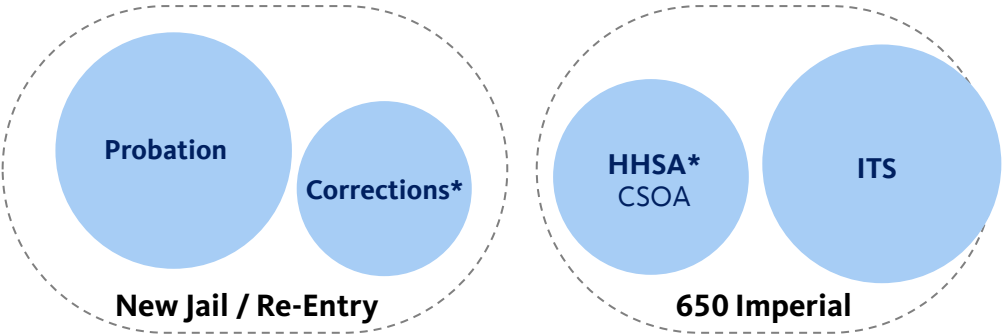 Probation
Corrections*
New Jail / Re-Entry
HHSA*
CSOA
ITS
650 Imperial